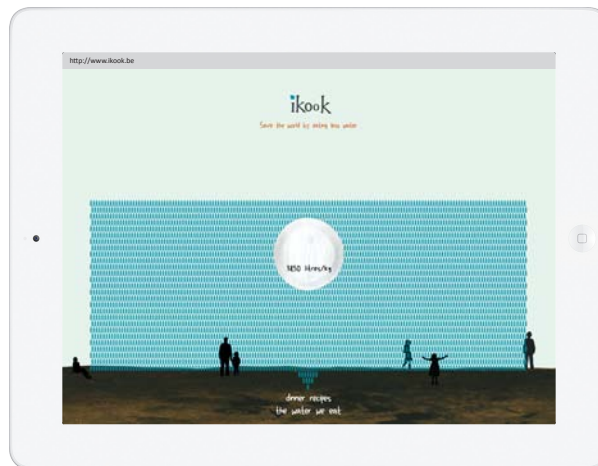 http://www.ikook.be
ikook
Save the world by eating less water
litres/kg
dinner recipes
the water we eat